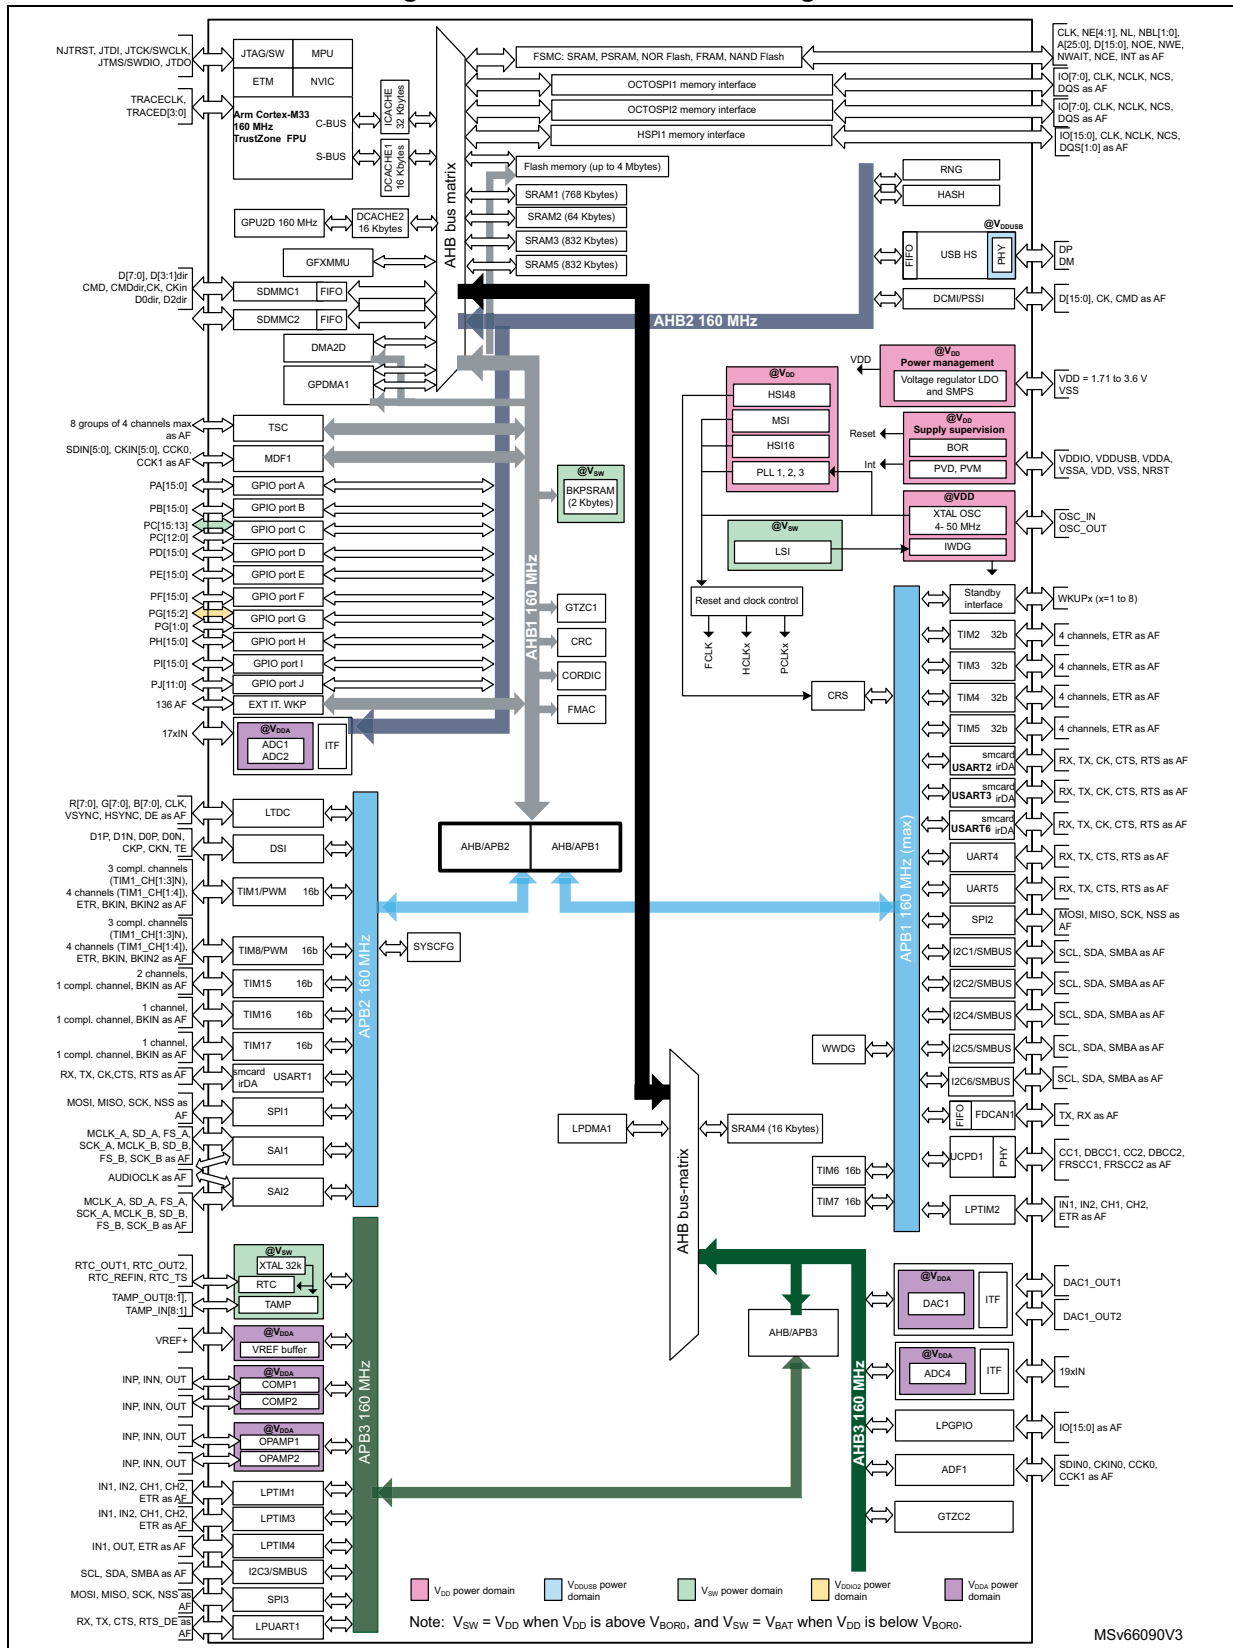 NJTRST, JTDI, JTCK/SWCLK,
JTMS/SWDIO, JTDO
TRACECLK,
TRACED[3:0]
JTAG/SW
MPU
ETM
NVIC
Arm Cortex-M33
160 MHz
TrustZone FPU
C-BUS
S-BUS
ICACHE
32 Kbytes
DCACHE1
16 Kbytes
GPU2D 160 MHz
DCACHE2
16 Kbytes
GFXMMU
D[7:0], D[3:1]dir
CMD, CMDdir,CK, CKin
D0dir, D2dir
SDMMC1
FIFO
SDMMC2
FIFO
DMA2D
GPDMA1
AHB bus matrix
FSMC: SRAM, PSRAM, NOR Flash, FRAM, NAND Flash
OCTOSPI1 memory interface
OCTOSPI2 memory interface
HSPI1 memory interface
Flash memory (up to 4 Mbytes)
SRAM1 (768 Kbytes)
SRAM2 (64 Kbytes)
SRAM3 (832 Kbytes)
SRAM5 (832 Kbytes)
CLK, NE[4:1], NL, NBL[1:0],
A[25:0], D[15:0], NOE, NWE,
NWAIT, NCE, INT as AF
IO[7:0], CLK, NCLK, NCS,
DQS as AF
IO[7:0], CLK, NCLK, NCS,
DQS as AF
IO[15:0], CLK, NCLK, NCS,
DQS[1:0] as AF
RNG
HASH
@VDDUSB
FIFO
USB HS
PHY
DP
DM
DCMI/PSSI
D[15:0], CK, CMD as AF
AHB2 160 MHz
8 groups of 4 channels max
as AF
TSC
SDIN[5:0], CKIN[5:0], CCK0,
CCK1 as AF
MDF1
PA[15:0]
GPIO port A
PB[15:0]
GPIO port B
PC[15:13]
PC[12:0]
GPIO port C
PD[15:0]
GPIO port D
PE[15:0]
GPIO port E
PF[15:0]
GPIO port F
PG[15:2]
PG[1:0]
GPIO port G
PH[15:0]
GPIO port H
PI[15:0]
GPIO port I
PJ[11:0]
GPIO port J
136 AF
EXT IT. WKP
17xIN
@VDDA
ADC1
ADC2
ITF
AHB1 160 MHz
@VSW
BKPSRAM
(2 Kbytes)
GTZC1
CRC
CORDIC
FMAC
@VDD
HSI48
MSI
HSI16
PLL 1, 2, 3
VDD
@VDD
Power management
Voltage regulator LDO
and SMPS
VDD = 1.71 to 3.6 V
VSS
Reset
Int
@VDD
Supply supervision
BOR
PVD, PVM
VDDIO, VDDUSB, VDDA,
VSSA, VDD, VSS, NRST
@VDD
XTAL OSC
4- 50 MHz
IWDG
OSC_IN
OSC_OUT
@VSW
LSI
Reset and clock control
FCLK
HCLKx
PCLKx
CRS
Standby
interface
WKUPx (x=1 to 8)
TIM2 32b
4 channels, ETR as AF
TIM3 32b
4 channels, ETR as AF
TIM4 32b
4 channels, ETR as AF
TIM5 32b
4 channels, ETR as AF
smcard
USART2 irDA
RX, TX, CK, CTS, RTS as AF
smcard
USART3 irDA
RX, TX, CK, CTS, RTS as AF
smcard
USART6 irDA
RX, TX, CK, CTS, RTS as AF
UART4
RX, TX, CTS, RTS as AF
UART5
RX, TX, CTS, RTS as AF
SPI2
MOSI, MISO, SCK, NSS as
AF
I2C1/SMBUS
SCL, SDA, SMBA as AF
I2C2/SMBUS
SCL, SDA, SMBA as AF
I2C4/SMBUS
SCL, SDA, SMBA as AF
I2C5/SMBUS
SCL, SDA, SMBA as AF
I2C6/SMBUS
SCL, SDA, SMBA as AF
FIFO
FDCAN1
TX, RX as AF
UCPD1
PHY
CC1, DBCC1, CC2, DBCC2,
FRSCC1, FRSCC2 as AF
LPTIM2
IN1, IN2, CH1, CH2,
ETR as AF
APB1 160 MHz (max)
WWDG
TIM6 16b
TIM7 16b
AHB/APB2
AHB/APB1
R[7:0], G[7:0], B[7:0], CLK,
VSYNC, HSYNC, DE as AF
LTDC
D1P, D1N, D0P, D0N,
CKP, CKN, TE
DSI
3 compl. channels
(TIM1_CH[1:3]N),
4 channels (TIM1_CH[1:4]),
ETR, BKIN, BKIN2 as AF
TIM1/PWM 16b
3 compl. channels
(TIM1_CH[1:3]N),
4 channels (TIM1_CH[1:4]),
ETR, BKIN, BKIN2 as AF
TIM8/PWM 16b
2 channels,
1 compl. channel, BKIN as AF
TIM15 16b
1 channel,
1 compl. channel, BKIN as AF
TIM16 16b
1 channel,
1 compl. channel, BKIN as AF
TIM17 16b
RX, TX, CK,CTS, RTS as AF
smcard
irDA
USART1
MOSI, MISO, SCK, NSS as
AF
SPI1
MCLK_A, SD_A, FS_A,
SCK_A, MCLK_B, SD_B,
FS_B, SCK_B as AF
SAI1
AUDIOCLK as AF
MCLK_A, SD_A, FS_A,
SCK_A, MCLK_B, SD_B,
FS_B, SCK_B as AF
SAI2
APB2 160 MHz
SYSCFG
LPDMA1
SRAM4 (16 Kbytes)
AHB bus-matrix
RTC_OUT1, RTC_OUT2,
RTC_REFIN, RTC_TS
TAMP_OUT[8:1],
TAMP_IN[8:1]
@VSW
XTAL 32k
RTC
TAMP
VREF+
@VDDA
VREF buffer
INP, INN, OUT
INP, INN, OUT
@VDDA
COMP1
COMP2
INP, INN, OUT
INP, INN, OUT
@VDDA
OPAMP1
OPAMP2
IN1, IN2, CH1, CH2,
ETR as AF
LPTIM1
IN1, IN2, CH1, CH2,
ETR as AF
LPTIM3
IN1, OUT, ETR as AF
LPTIM4
SCL, SDA, SMBA as AF
I2C3/SMBUS
MOSI, MISO, SCK, NSS as
AF
SPI3
RX, TX, CTS, RTS_DE as
AF
LPUART1
APB3 160 MHz
AHB/APB3
AHB3 160 MHz
@VDDA
DAC1
ITF
DAC1_OUT1
DAC1_OUT2
@VDDA
ADC4
ITF
19xIN
LPGPIO
IO[15:0] as AF
ADF1
SDIN0, CKIN0, CCK0,
CCK1 as AF
GTZC2
VDD power domain
VDDUSB power
domain
VSW power domain
VDDIO2 power
domain
VDDA power
domain
Note: VSW = VDD when VDD is above VBOR0, and VSW = VBAT when VDD is below VBOR0.
MSv66090V3